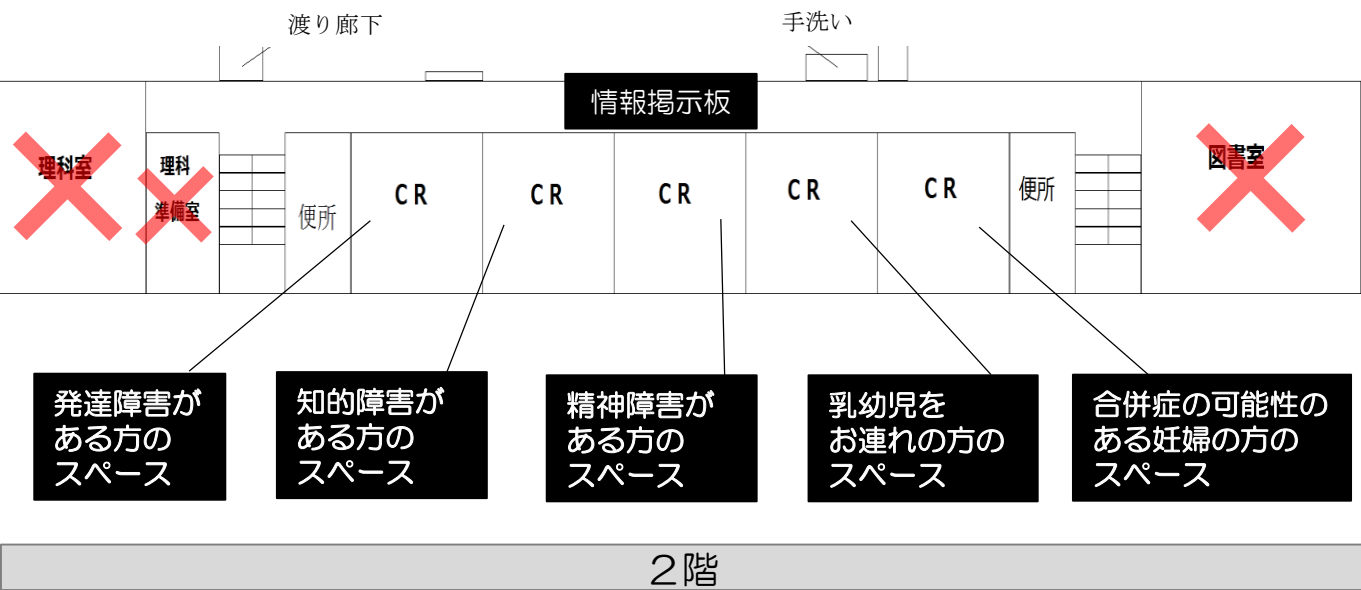 渡り廊下
手洗い
情報掲示板
理科室
理科
準備室
便所
CR
CR
CR
CR
CR
便所
図書室
発達障害が
ある方の
スペース
知的障害が
ある方の
スペース
精神障害が
ある方の
スペース
乳幼児を
お連れの方の
スペース
合併症の可能性の
ある妊婦の方の
スペース
２階